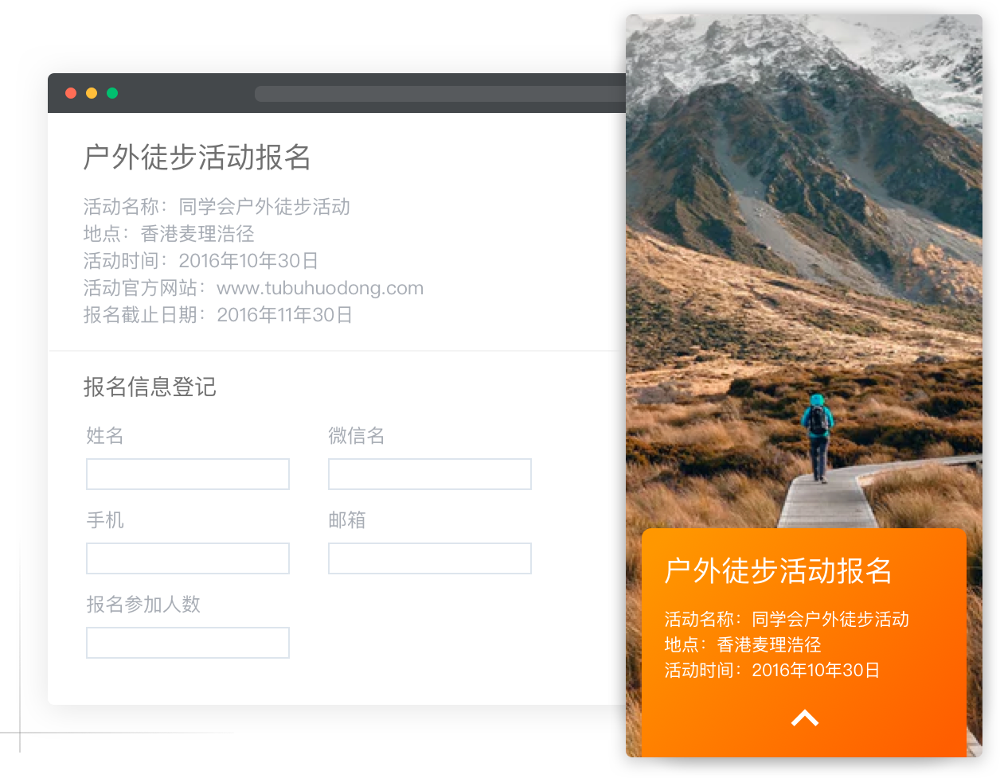 户外徒步活动报名
活动名称：同学会户外徒步活动
地点：香港麦理浩径
活动时间：2016年10年30日
活动官方网站：www.tubuhuodong.com
报名截止日期：2016年11年30日
报名信息登记
姓名
微信名
手机
邮箱
报名参加人数
户外徒步活动报名
活动名称：同学会户外徒步活动
地点：香港麦理浩径
活动时间：2016年10年30日